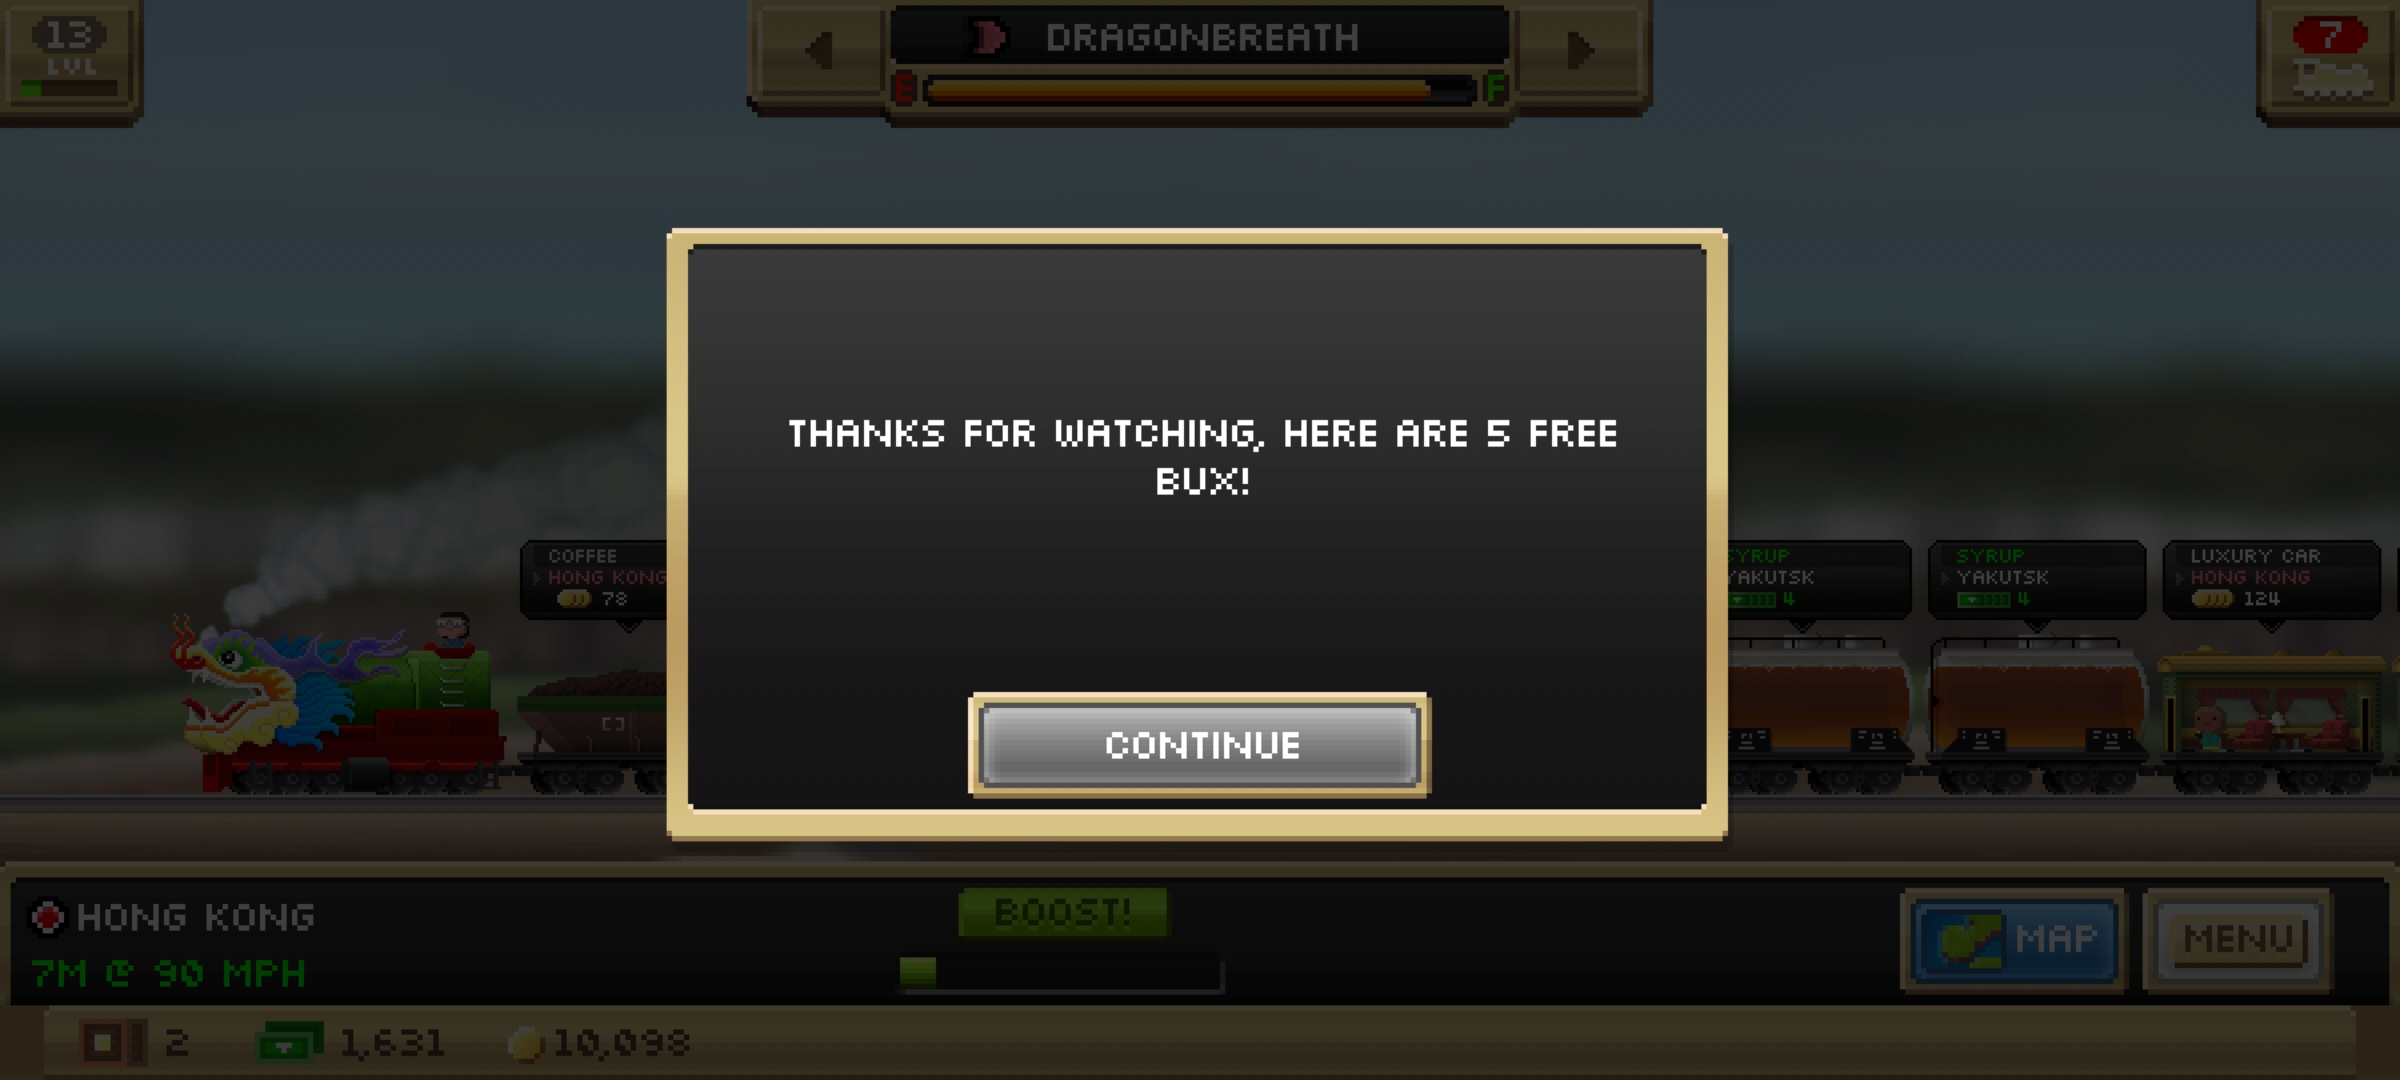 13
LVL
DRAGONBREATH
E
F
7
THANKS FOR WATCHING, HERE ARE 5 FREE
BUX!
CONTINUE
COFFEE
HONG KONG
78
SYRUP
YAKUTSK
4
SYRUP
YAKUTSK
4
LUXURY CAR
HONG KONG
124
HONG KONG
7M @ 90 MPH
BOOST!
MAP
MENU
2
1,631
10,098